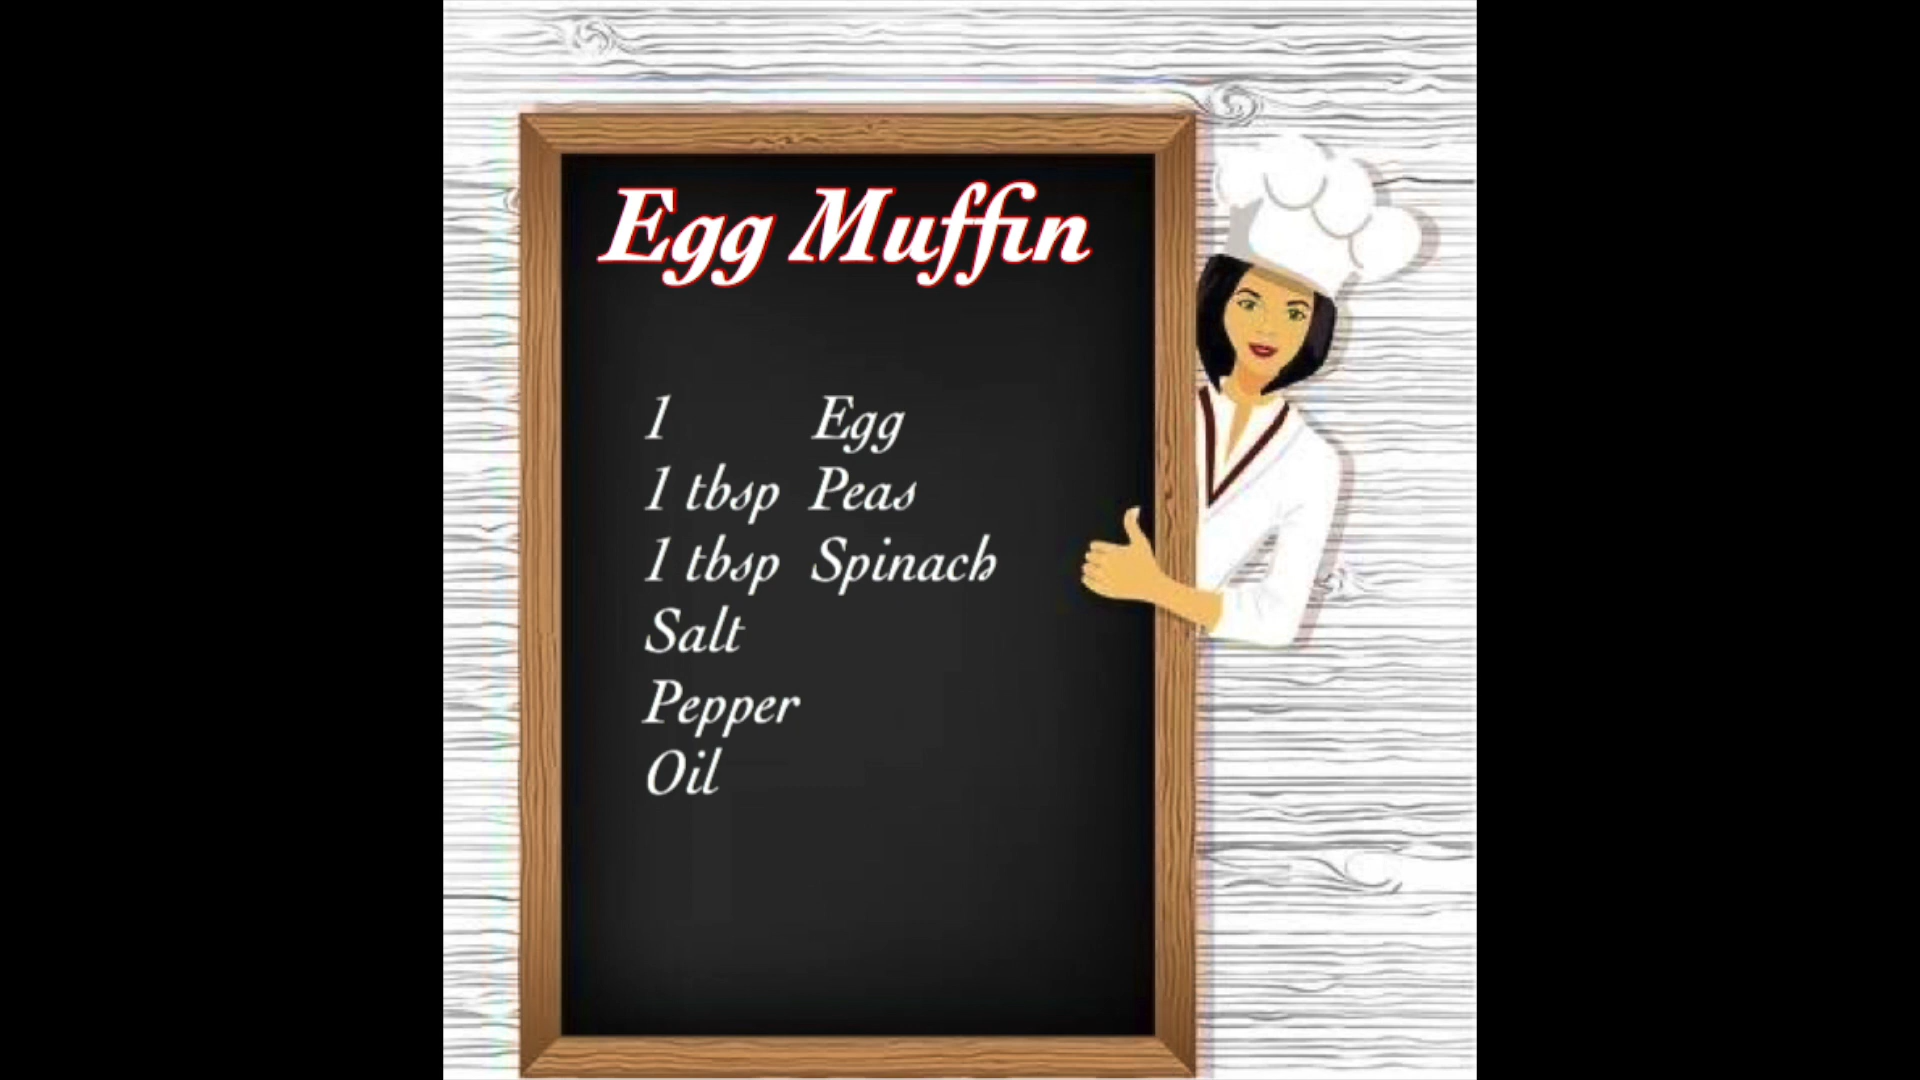 Egg Muffin
1 Egg
1 tbsp Peas
1 tbsp Spinach
Salt
Pepper
Oil